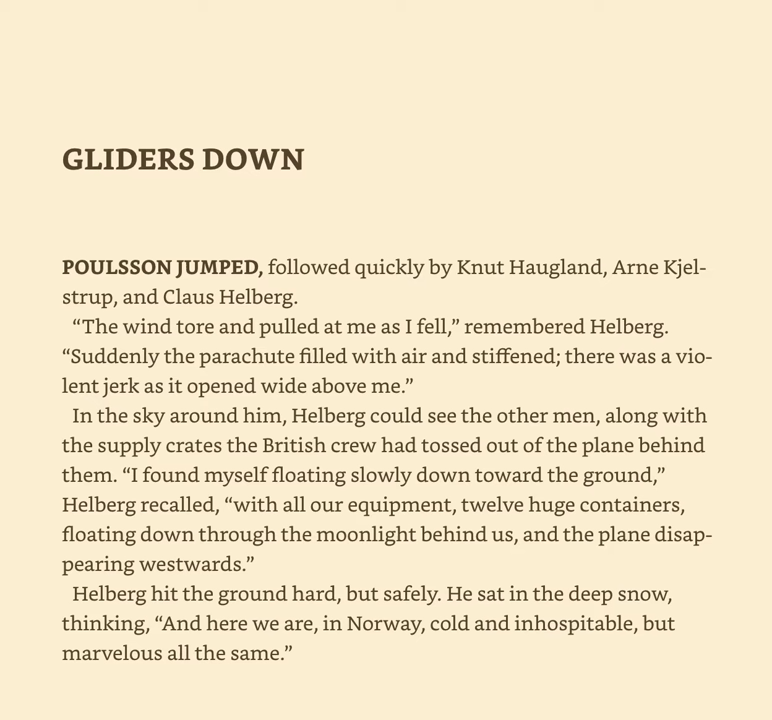 GLIDERS DOWN
POULSSON JUMPED, followed quickly by Knut Haugland, Arne Kjel-
strup, and Claus Helberg.
“The wind tore and pulled at me as I fell,” remembered Helberg.
“Suddenly the parachute filled with air and stiffened; there was a vio-
lent jerk as it opened wide above me.”
In the sky around him, Helberg could see the other men, along with
the supply crates the British crew had tossed out of the plane behind
them. “I found myself floating slowly down toward the ground,”
Helberg recalled, “with all our equipment, twelve huge containers,
floating down through the moonlight behind us, and the plane disap-
pearing westwards.”
Helberg hit the ground hard, but safely. He sat in the deep snow,
thinking, “And here we are, in Norway, cold and inhospitable, but
marvelous all the same.”